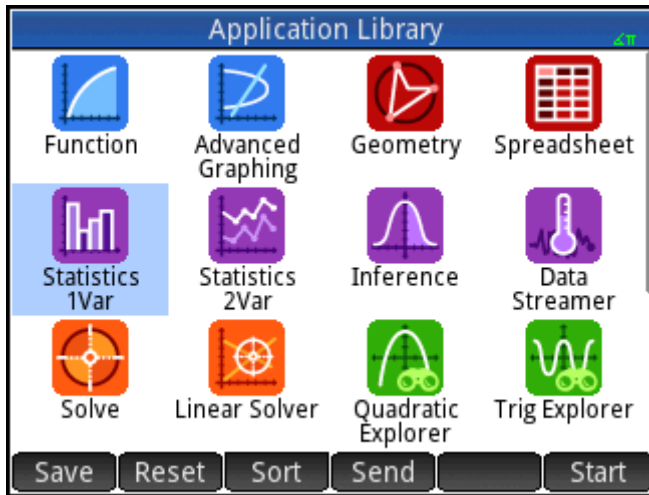 Application Library
∡π
Function
Advanced
Graphing
Geometry
Spreadsheet
Statistics
1Var
Statistics
2Var
Inference
Data
Streamer
Solve
Linear Solver
Quadratic
Explorer
Trig Explorer
Save Reset Sort Send Start